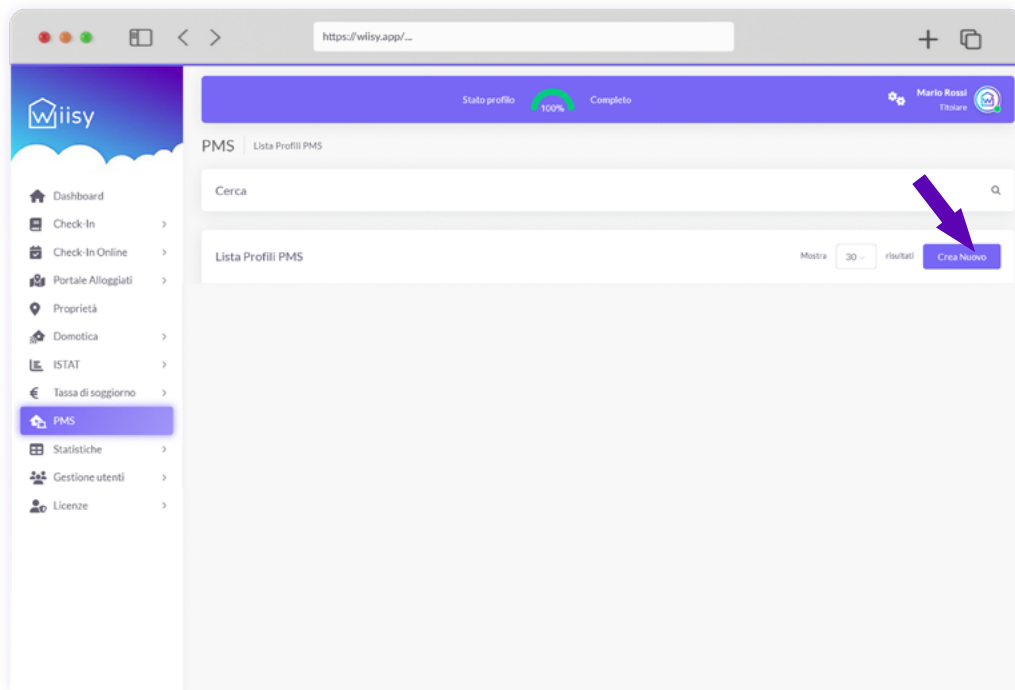 https://wiisy.app/...
Wiisy
Stato profilo 100% Completo
Mario Rossi
Titolare
PMS Lista Profili PMS
Cerca
Lista Profili PMS Mostra 30 risultati Crea Nuovo
Dashboard
Check-In
Check-In Online
Portale Alloggiati
Proprietà
Domotica
ISTAT
Tassa di soggiorno
PMS
Statistiche
Gestione utenti
Licenze